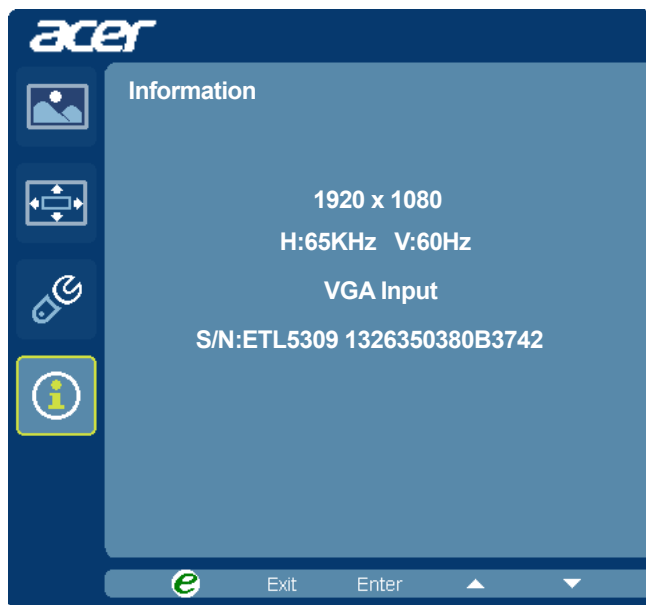 acer
Information
1920 x 1080
H:65KHz V:60Hz
VGA Input
S/N:ETL5309 1326350380B3742
e Exit Enter